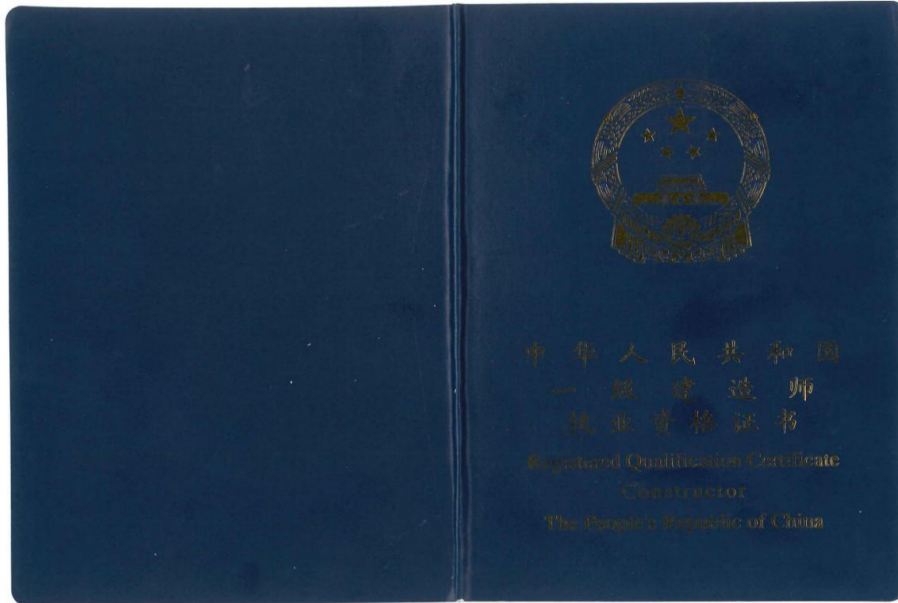 中华人民共和国
一级建造师
执业资格证书
Registered Qualification Certificate
Constructor
The People's Republic of China